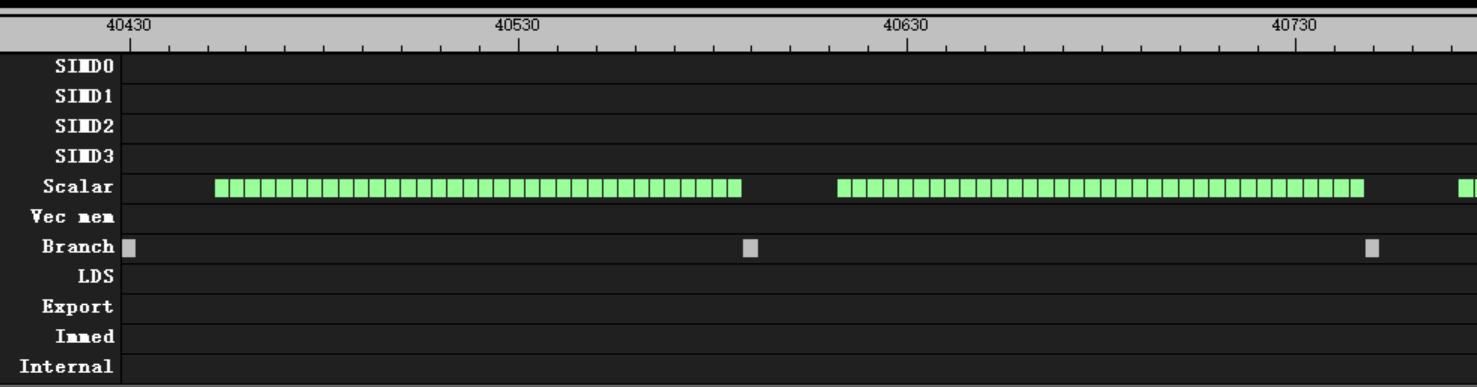 40430 40530 40630 40730
SIMD0
SIMD1
SIMD2
SIMD3
Scalar
Vec mem
Branch
LDS
Export
Immed
Internal